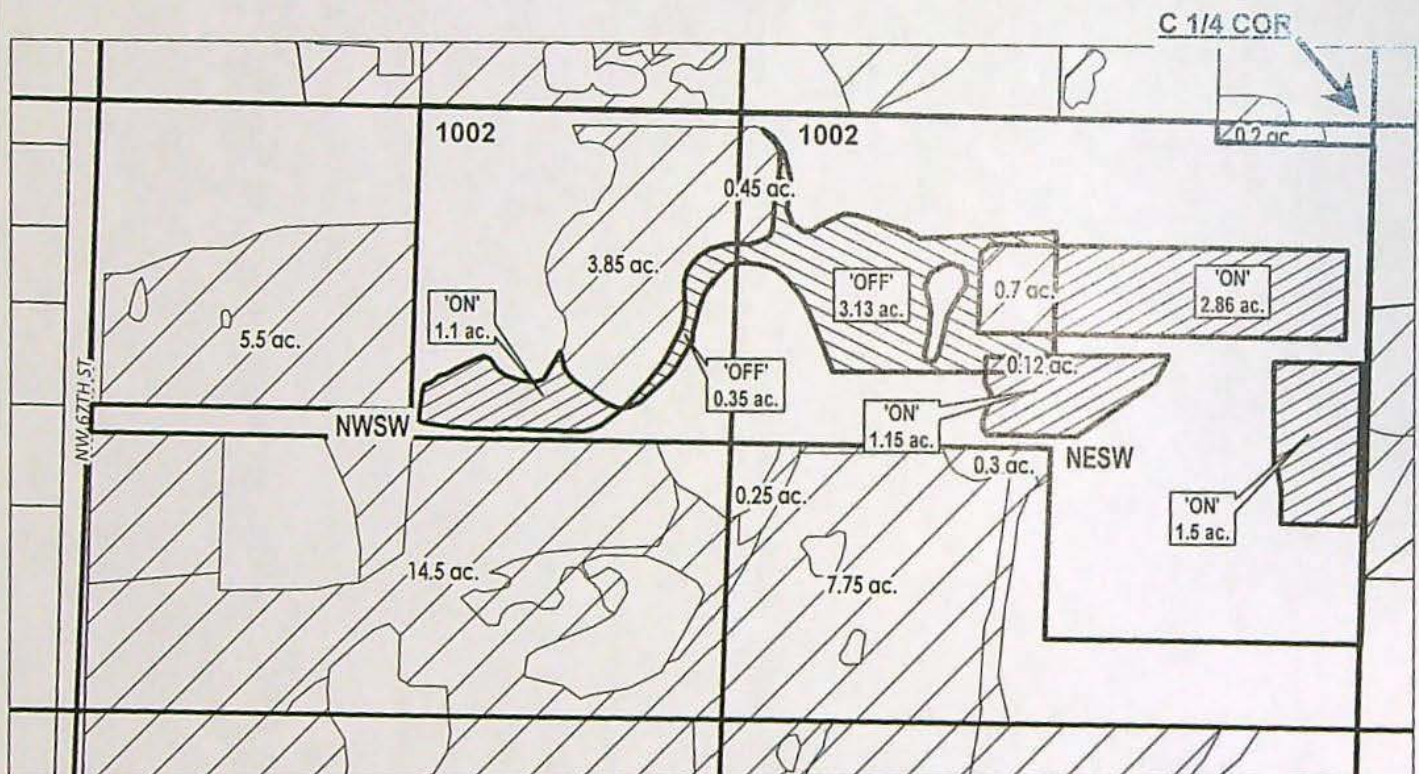 C 1/4 COR
1002
1002
0.2 ac.
0.45 ac.
3.85 ac.
'ON'
1.1 ac.
'OFF'
3.13 ac.
0.7 ac.
'ON'
2.86 ac.
5.5 ac.
NW 67TH ST
'OFF'
0.35 ac.
0.12 ac.
'ON'
1.15 ac.
NWSW
NESW
0.3 ac.
0.25 ac.
'ON'
1.5 ac.
14.5 ac.
7.75 ac.